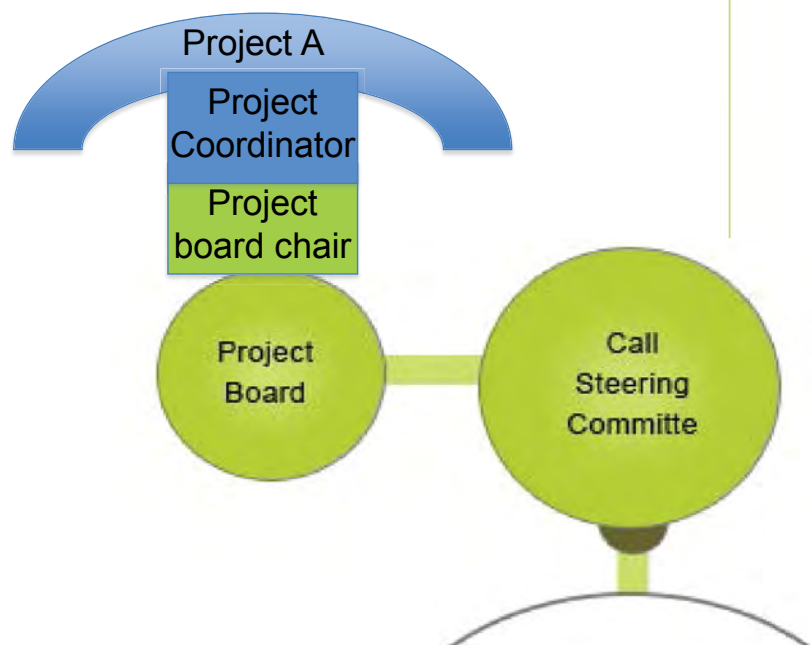 Project A
Project
Coordinator
Project
board chair
Project
Board
Call
Steering
Committe